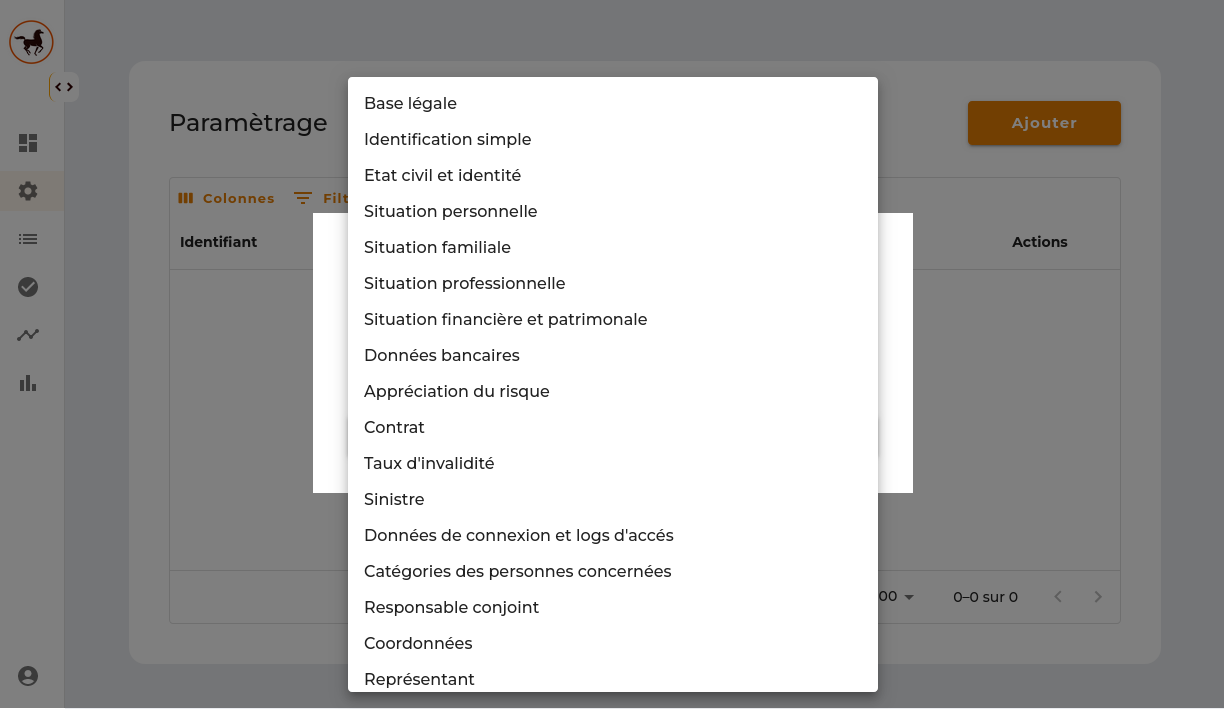 Paramètrage
Ajouter
Colonnes
Identifiant
Actions
Base légale
Identification simple
Etat civil et identité
Situation personnelle
Situation familiale
Situation professionnelle
Situation financière et patrimonale
Données bancaires
Appréciation du risque
Contrat
Taux d'invalidité
Sinistre
Données de connexion et logs d'accés
Catégories des personnes concernées
Responsable conjoint
Coordonnées
Représentant
0–0 sur 0